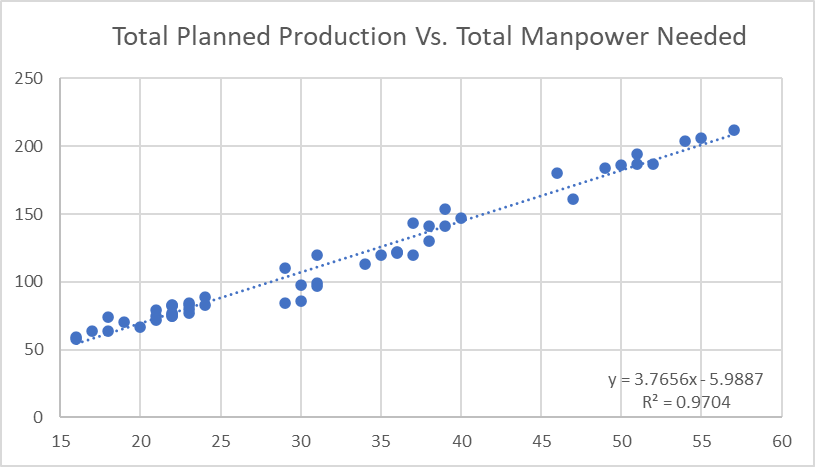 Total Planned Production Vs. Total Manpower Needed
250
200
150
100
50
0
y = 3.7656x - 5.9887
R² = 0.9704
15 20 25 30 35 40 45 50 55 60